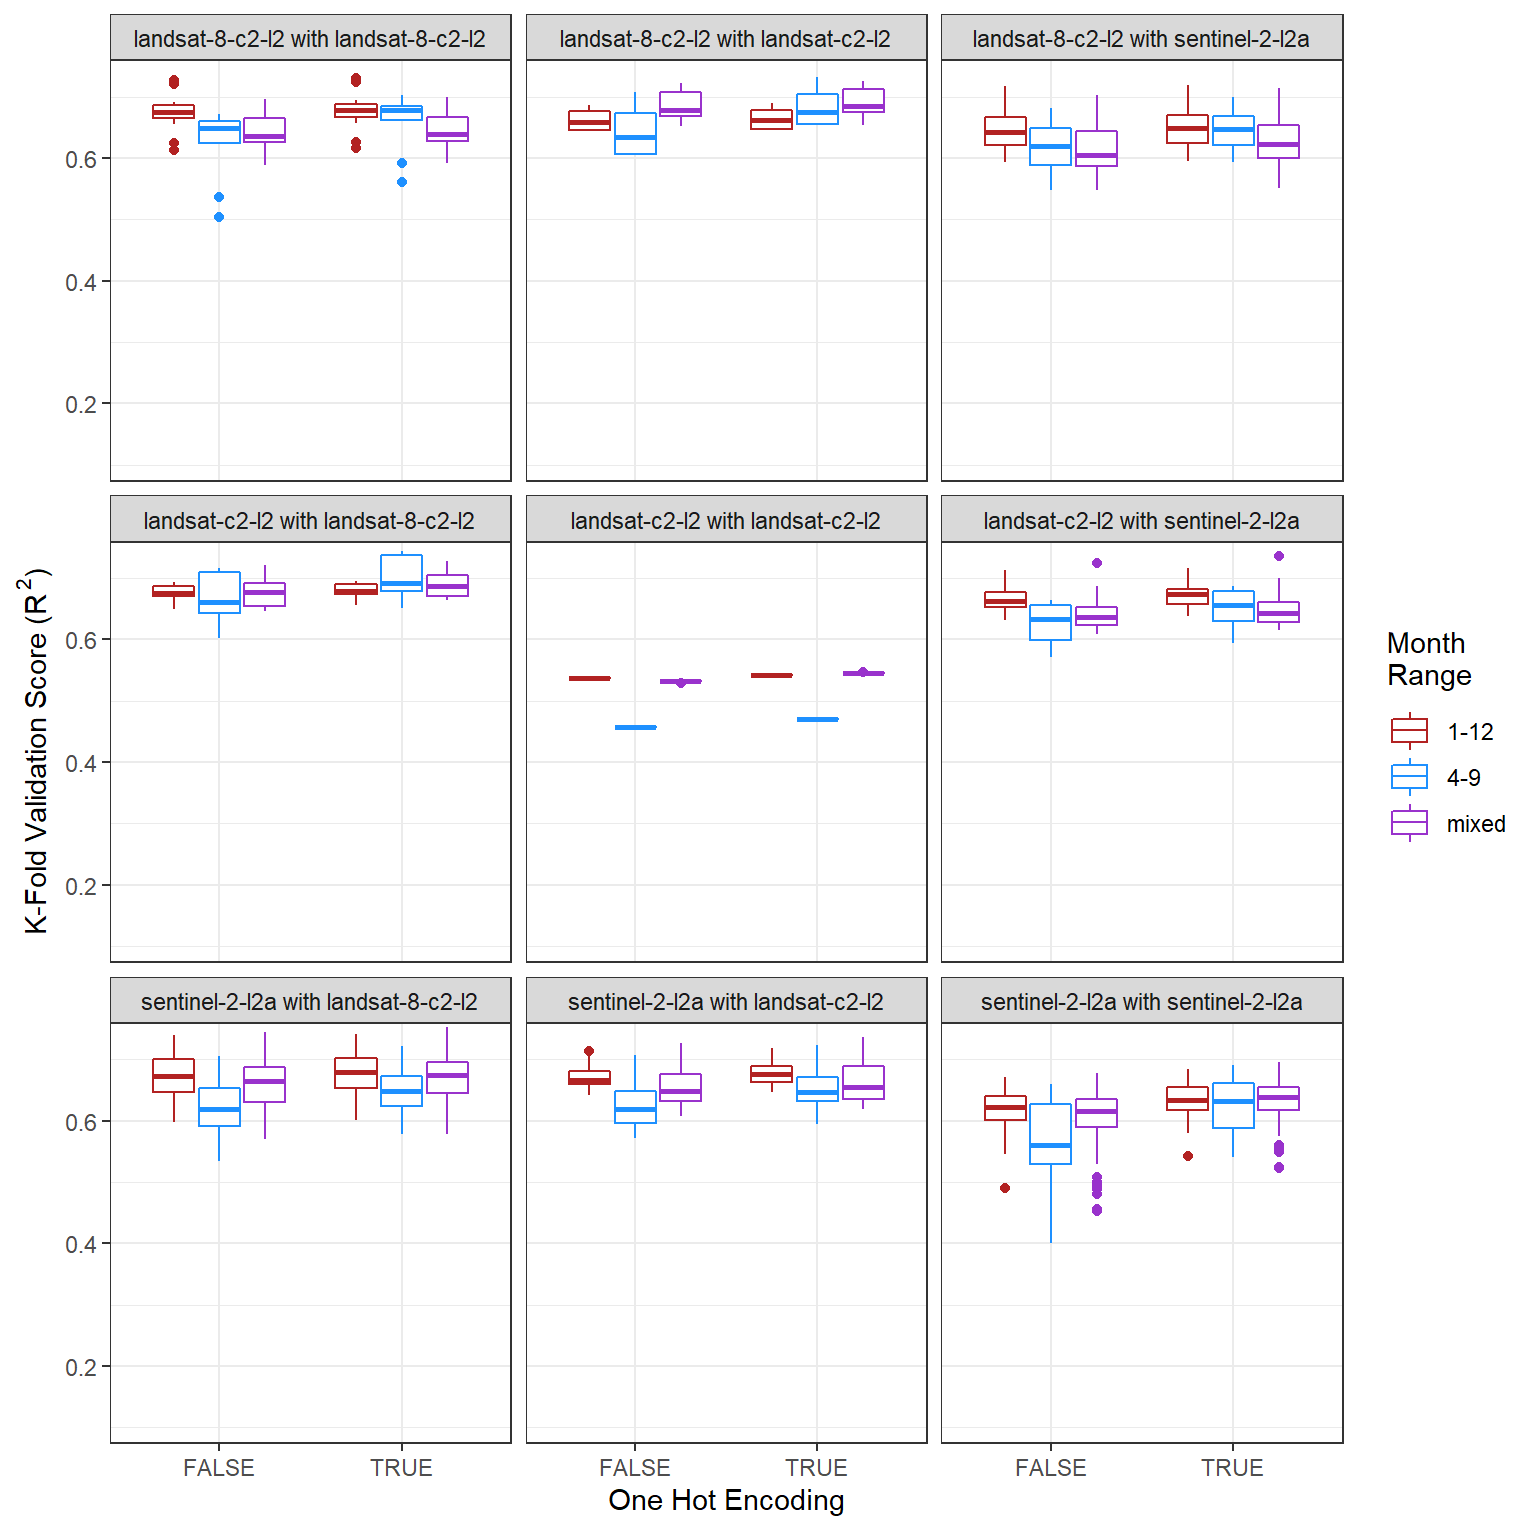 landsat-8-c2-l2 with landsat-8-c2-l2
landsat-8-c2-l2 with landsat-c2-l2
landsat-8-c2-l2 with sentinel-2-l2a
0.6
0.4
0.2
landsat-c2-l2 with landsat-8-c2-l2
landsat-c2-l2 with landsat-c2-l2
landsat-c2-l2 with sentinel-2-l2a
0.6
0.4
0.2
sentinel-2-l2a with landsat-8-c2-l2
sentinel-2-l2a with landsat-c2-l2
sentinel-2-l2a with sentinel-2-l2a
0.6
0.4
0.2
FALSE TRUE
FALSE TRUE
FALSE TRUE
One Hot Encoding
K-Fold Validation Score (R²)
Month
Range
1-12
4-9
mixed